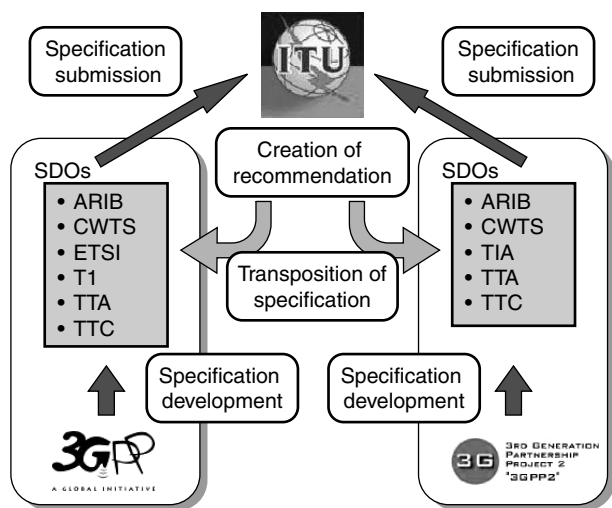 Specification
submission
ITU
Specification
submission
Creation of
recommendation
SDOs
• ARIB
• CWTS
• ETSI
• T1
• TTA
• TTC
SDOs
• ARIB
• CWTS
• TIA
• TTA
• TTC
Transposition of
specification
Specification
development
Specification
development
3GPP
A GLOBAL INITIATIVE
3G
3RD GENERATION
PARTNERSHIP
PROJECT 2
"3GPP2"